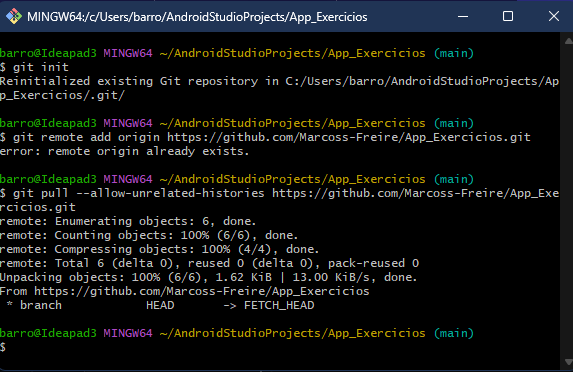 MINGW64:/c/Users/barro/AndroidStudioProjects/App_Exercicios
barro@Ideapad3 MINGW64 ~/AndroidStudioProjects/App_Exercicios (main)
$ git init
Reinitialized existing Git repository in C:/Users/barro/AndroidStudioProjects/Ap
p_Exercicios/.git/
barro@Ideapad3 MINGW64 ~/AndroidStudioProjects/App_Exercicios (main)
$ git remote add origin https://github.com/Marcoss-Freire/App_Exercicios.git
error: remote origin already exists.
barro@Ideapad3 MINGW64 ~/AndroidStudioProjects/App_Exercicios (main)
$ git pull --allow-unrelated-histories https://github.com/Marcoss-Freire/App_Exe
rcicios.git
remote: Enumerating objects: 6, done.
remote: Counting objects: 100% (6/6), done.
remote: Compressing objects: 100% (4/4), done.
remote: Total 6 (delta 0), reused 0 (delta 0), pack-reused 0
Unpacking objects: 100% (6/6), 1.62 KiB | 13.00 KiB/s, done.
From https://github.com/Marcoss-Freire/App_Exercicios
 * branch            HEAD       -> FETCH_HEAD
barro@Ideapad3 MINGW64 ~/AndroidStudioProjects/App_Exercicios (main)
$